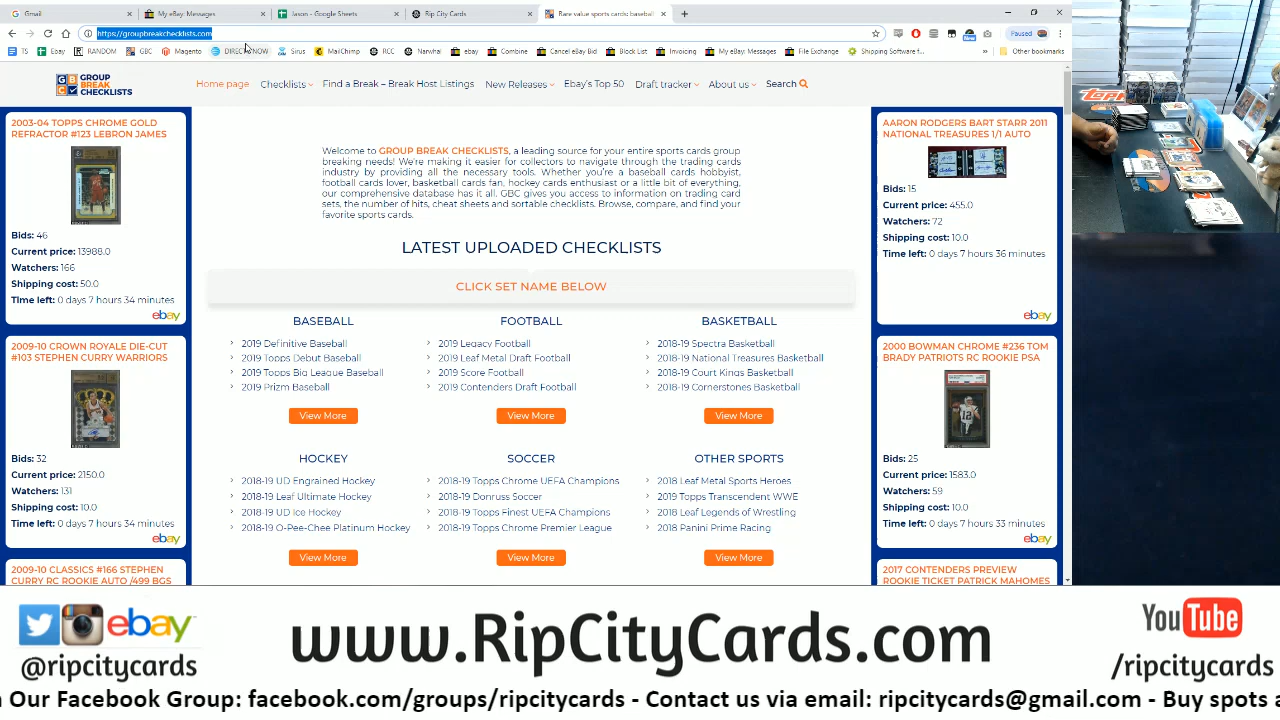 Gmail
My eBay: Messages
Jason - Google Sheets
Rip City Cards
Rare value sports cards: baseball
https://groupbreakchecklists.com
Paused
TS
Ebay
RANDOM
GBC
Magento
DIRECTV NOW
Sirus
MailChimp
RCC
Narwhal
ebay
Combine
Cancel eBay Bid
Block List
Invoicing
My eBay: Messages
File Exchange
Shipping Software f...
»
Other bookmarks
GROUP
BREAK
CHECKLISTS
Home page
Checklists
Find a Break – Break Host Listings
New Releases
Ebay's Top 50
Draft tracker
About us
Search
2003-04 TOPPS CHROME GOLD
REFRACTOR #123 LEBRON JAMES
Bids: 46
Current price: 13988.0
Watchers: 166
Shipping cost: 50.0
Time left: 0 days 7 hours 34 minutes
ebay
2009-10 CROWN ROYALE DIE-CUT
#103 STEPHEN CURRY WARRIORS
Bids: 32
Current price: 2150.0
Watchers: 131
Shipping cost: 10.0
Time left: 0 days 7 hours 34 minutes
ebay
2009-10 CLASSICS #166 STEPHEN
CURRY RC ROOKIE AUTO /499 BGS
Welcome to GROUP BREAK CHECKLISTS, a leading source for your entire sports cards group
breaking needs! We're making it easier for collectors to navigate through the trading cards
industry by providing all the necessary tools. Whether you're a baseball cards hobbyist,
football card lover, basketball cards fan, hockey cards enthusiast or a little bit of everything,
our comprehensive database has it all. GBC gives you access to information on trading card
sets, the number of hits, cheat sheets and printable checklists. Browse, compare, and find your
favorite sports cards.
LATEST UPLOADED CHECKLISTS
CLICK SET NAME BELOW
BASEBALL
2019 Definitive Baseball
2019 Topps Debut Baseball
2019 Topps Big League Baseball
2019 Prizm Baseball
View More
FOOTBALL
2019 Legacy Football
2019 Leaf Metal Draft Football
2019 Score Football
2019 Contenders Draft Football
View More
BASKETBALL
2018-19 Spectra Basketball
2018-19 National Treasures Basketball
2018-19 Court Kings Basketball
2018-19 Cornerstones Basketball
View More
HOCKEY
2018-19 UD Engrained Hockey
2018-19 Leaf Ultimate Hockey
2018-19 UD Ice Hockey
2018-19 O-Pee-Chee Platinum Hockey
View More
SOCCER
2018-19 Topps Chrome UEFA Champions
2018-19 Donruss Soccer
2018-19 Topps Finest UEFA Champions
2018-19 Topps Chrome Premier League
View More
OTHER SPORTS
2018 Leaf Metal Sports Heroes
2019 Topps Transcendent WWE
2018 Leaf Legends of Wrestling
2018 Panini Prime Racing
View More
AARON RODGERS BART STARR 2011
NATIONAL TREASURES 1/1 AUTO
Bids: 15
Current price: 455.0
Watchers: 72
Shipping cost: 10.0
Time left: 0 days 7 hours 36 minutes
ebay
2000 BOWMAN CHROME #236 TOM
BRADY PATRIOTS RC ROOKIE PSA
Bids: 25
Current price: 1583.0
Watchers: 59
Shipping cost: 10.0
Time left: 0 days 7 hours 33 minutes
ebay
2017 CONTENDERS PREVIEW
ROOKIE TICKET PATRICK MAHOMES
topps
ebay
@ripcitycards
www.RipCityCards.com
YouTube
/ripcitycards
n Our Facebook Group: facebook.com/groups/ripcitycards - Contact us via email: ripcitycards@gmail.com - Buy spots a